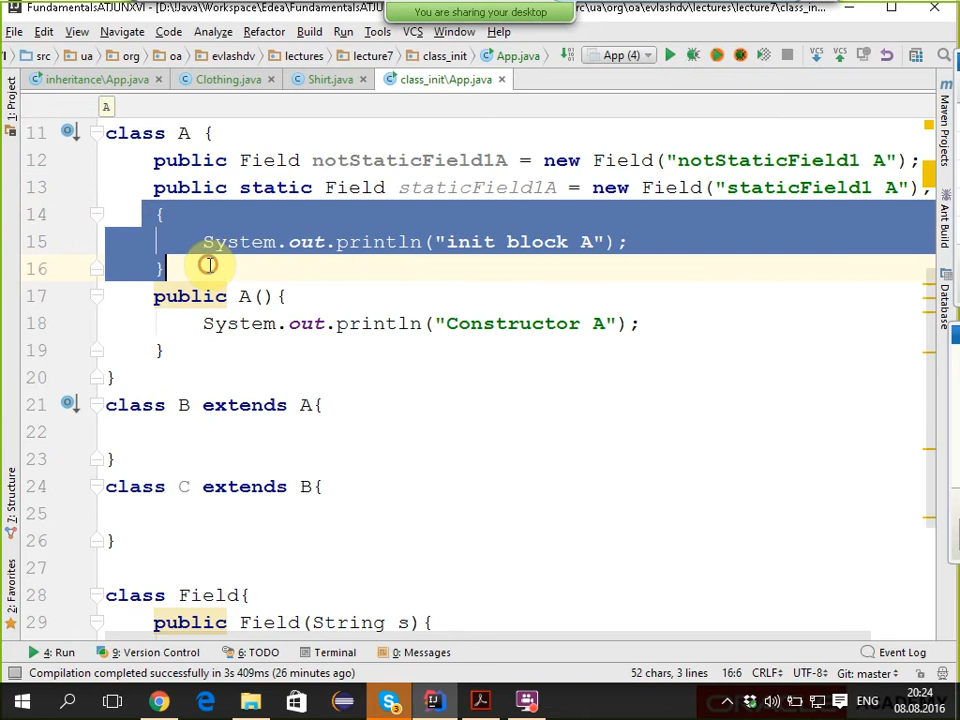 FundamentalsATJUNXVI - [D:\!Java\Workspace\Edea\FundamentalsATJU
You are sharing your desktop
n\src\ua\org\oa\evlashdv\lectures\lecture7\class_in...
File Edit View Navigate Code Analyze Refactor Build Run Tools VCS Window Help
src ua org oa evlashdv lectures lecture7 class_init App.java App (4) VCS VCS
inheritance\App.java Clothing.java Shirt.java class_init\App.java
A
11 class A {
12 public Field notStaticField1A = new Field("notStaticField1 A");
13 public static Field staticField1A = new Field("staticField1 A");
14 {
15 System.out.println("init block A");
16 }
17 public A(){
18 System.out.println("Constructor A");
19 }
20 }
21 class B extends A{
22
23 }
24 class C extends B{
25
26 }
27
28 class Field{
29 public Field(String s){
1: Project
7: Structure
2: Favorites
Maven Projects
Ant Build
Database
4: Run 9: Version Control 6: TODO Terminal 0: Messages Event Log
Compilation completed successfully in 3s 409ms (26 minutes ago) 52 chars, 3 lines 16:6 CRLF÷ UTF-8÷ Git: master÷
ENG 20:24
08.08.2016